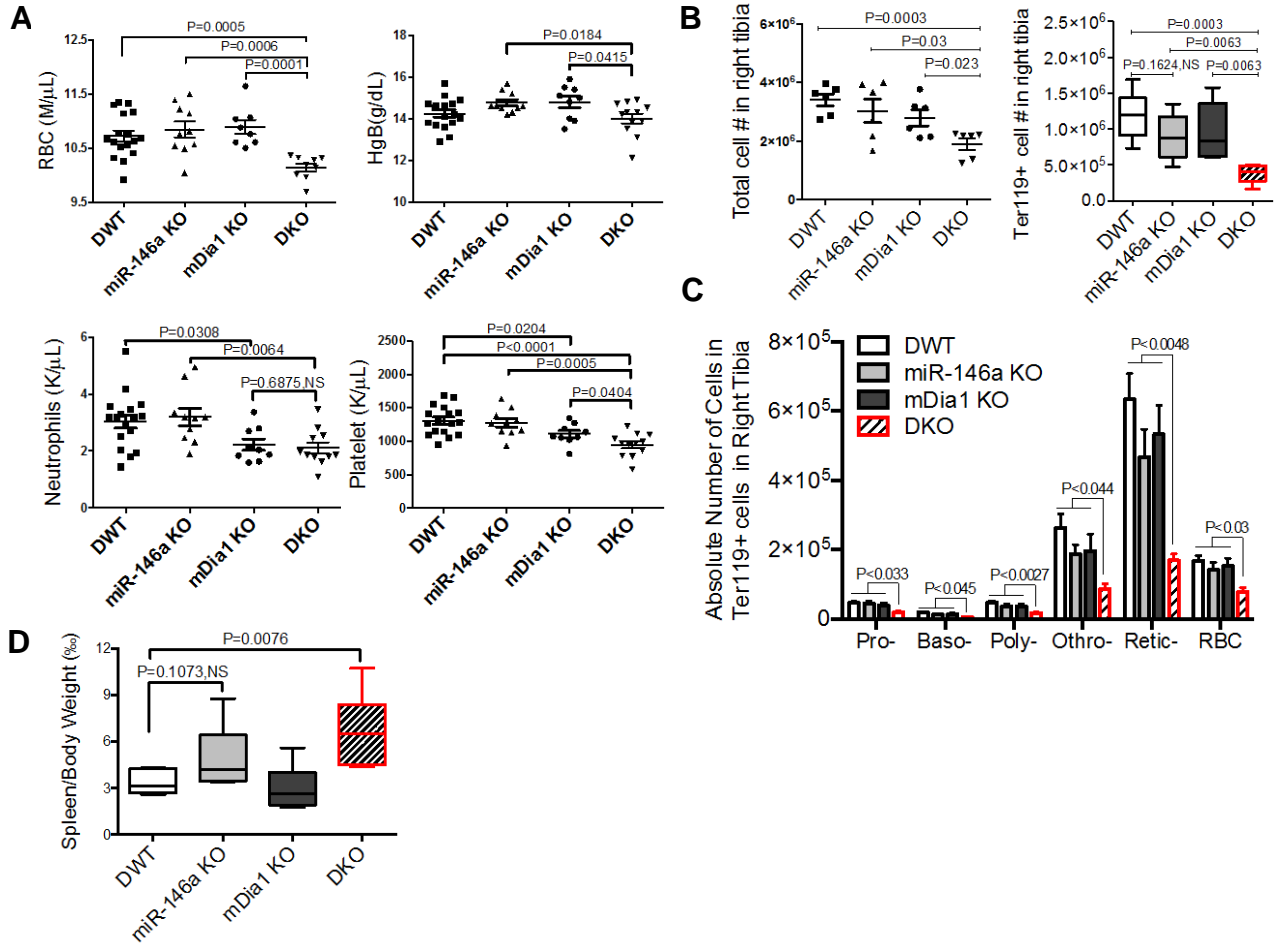 A
P=0.0005
P=0.0006
P=0.0001
RBC (M/μL)
12.5
11.5
10.5
9.5
DWT
miR-146a KO
mDia1 KO
DKO
P=0.0184
P=0.0415
HgB(g/dL)
18
16
14
12
10
DWT
miR-146a KO
mDia1 KO
DKO
P=0.0308
P=0.0064
P=0.6875,NS
Neutrophils (K/μL)
6
4
2
0
DWT
miR-146a KO
mDia1 KO
DKO
P=0.0204
P<0.0001
P=0.0005
P=0.0404
Platelet (K/μL)
2500
2000
1500
1000
500
0
DWT
miR-146a KO
mDia1 KO
DKO
B
P=0.0003
P=0.03
P=0.023
Total cell # in right tibia
6×10⁶
4×10⁶
2×10⁶
0
DWT
miR-146a KO
mDia1 KO
DKO
P=0.0003
P=0.0063
P=0.1624,NS
P=0.0063
Ter119+ cell # in right tibia
2.0×10⁶
1.5×10⁶
1.0×10⁶
5.0×10⁵
0.0
DWT
miR-146a KO
mDia1 KO
DKO
C
Absolute Number of Cells in
Ter119+ cells in Right Tibia
8×10⁵
6×10⁵
4×10⁵
2×10⁵
0
DWT
miR-146a KO
mDia1 KO
DKO
P<0.033
P<0.045
P<0.0027
P<0.044
P<0.0048
P<0.03
Pro-
Baso-
Poly-
Othro-
Retic-
RBC
D
P=0.0076
P=0.1073,NS
Spleen/Body Weight (‰)
12
9
6
3
0
DWT
miR-146a KO
mDia1 KO
DKO